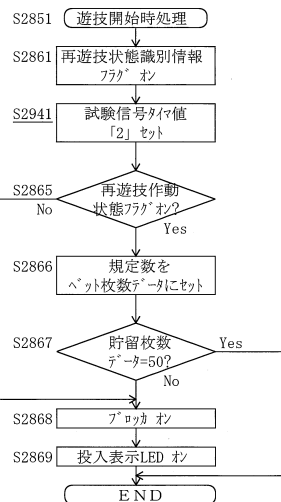 S2851 遊技開始時処理
S2861 再遊技状態識別情報
フラグ オン
S2941 試験信号タイマ値
「2」セット
S2865 再遊技作動
No 状態フラグオン?
Yes
S2866 規定数を
ベット枚数データにセット
S2867 貯留枚数 Yes
データ=50?
No
S2868 ブロッカ オン
S2869 投入表示LED オン
END